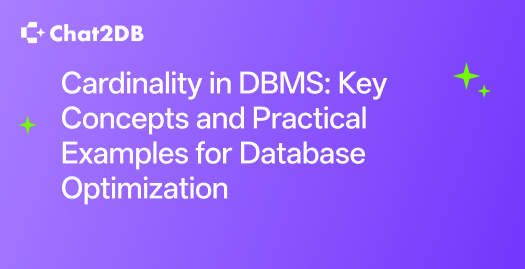 Chat2DB
Cardinality in DBMS: Key
Concepts and Practical
Examples for Database
Optimization